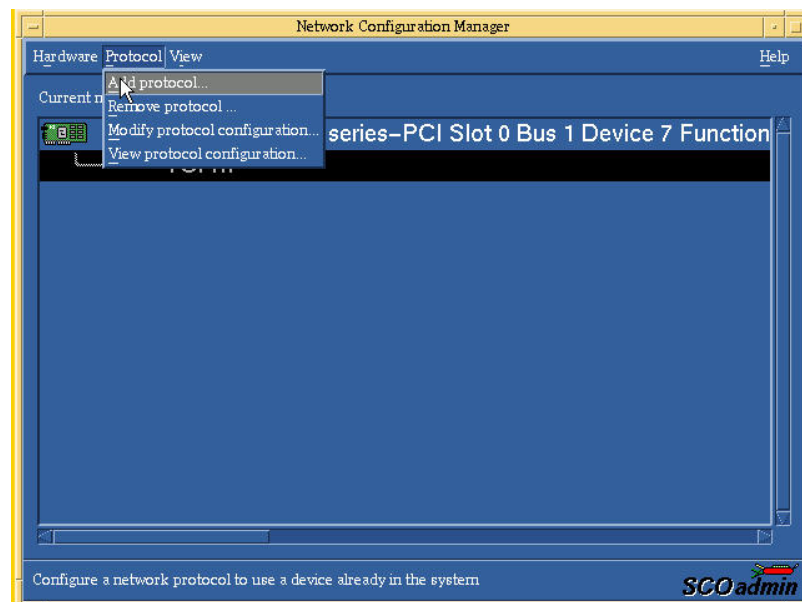 Network Configuration Manager
Hardware Protocol View Help
Add protocol...
Current
Remove protocol ...
Modify protocol configuration...
series-PCI Slot 0 Bus 1 Device 7 Function
View protocol configuration...
Configure a network protocol to use a device already in the system
SCOadmin